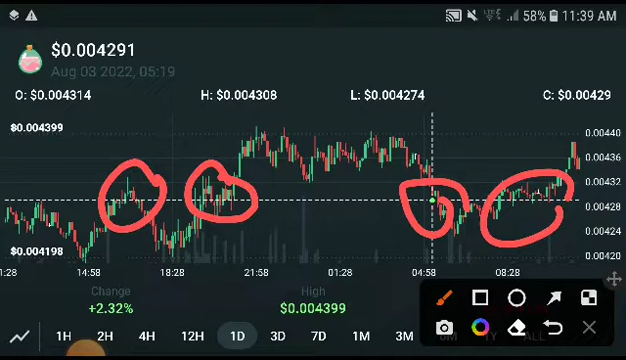 58% 11:39 AM
$0.004291
Aug 03 2022, 05:19
O: $0.004314 H: $0.004308 L: $0.004274 C: $0.00429
$0.004399
0.00440
0.00436
0.00432
0.00428
0.00424
0.00420
$0.004198
1:28 14:58 18:28 21:58 01:28 04:58 08:28
Change High
+2.32% $0.004399
1H 2H 4H 12H 1D 3D 7D 1M 3M 6M 1Y ALL